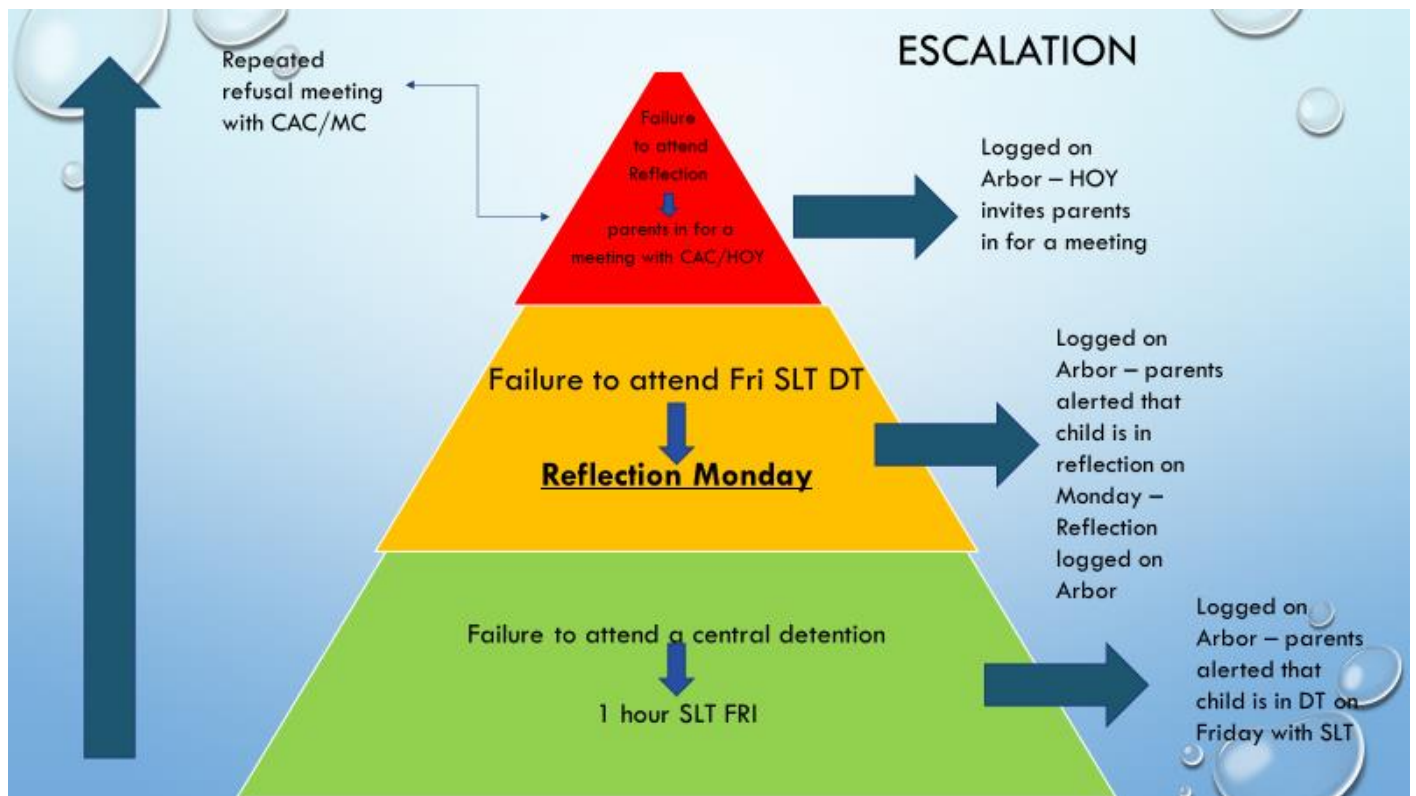 ESCALATION
Repeated
refusal meeting
with CAC/MC
Failure
to attend
Reflection
parents in for a
meeting with CAC/HOY
Logged on
Arbor – HOY
invites parents
in for a meeting
Failure to attend Fri SLT DT
Reflection Monday
Logged on
Arbor – parents
alerted that
child is in
reflection on
Monday –
Reflection
logged on
Arbor
Failure to attend a central detention
1 hour SLT FRI
Logged on
Arbor – parents
alerted that
child is in DT on
Friday with SLT